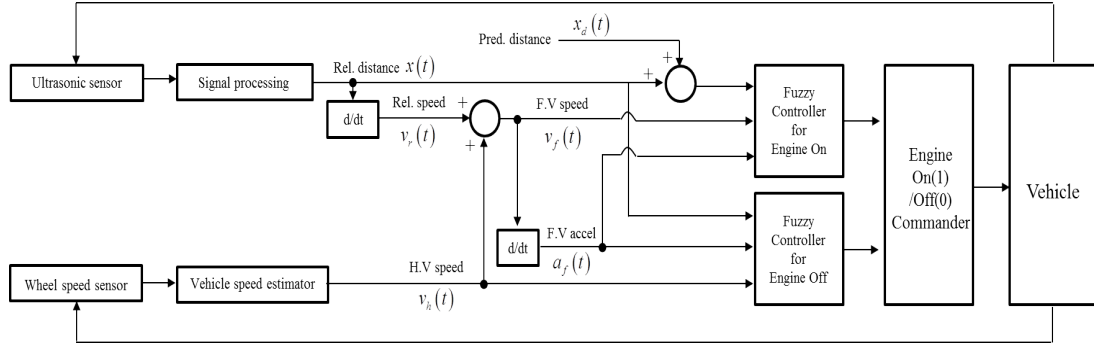 x_d(t)
Pred. distance
+
Ultrasonic sensor
Signal processing
Rel. distance x(t)
+
d/dt
Rel. speed
v_r(t)
+
+
F.V speed
v_f(t)
Fuzzy
Controller
for
Engine On
Engine
On(1)
/Off(0)
Commander
Vehicle
d/dt
F.V accel
a_f(t)
Fuzzy
Controller
for
Engine Off
Wheel speed sensor
Vehicle speed estimator
H.V speed
v_h(t)